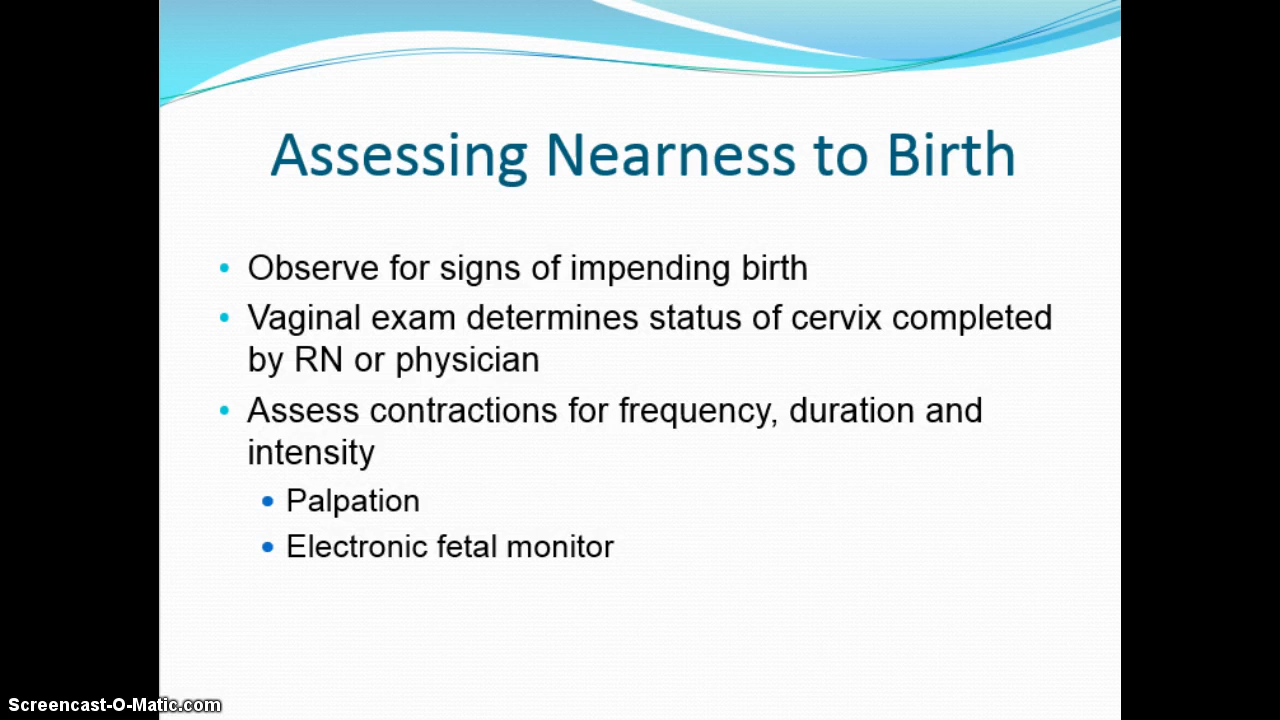 Assessing Nearness to Birth
• Observe for signs of impending birth
• Vaginal exam determines status of cervix completed
by RN or physician
• Assess contractions for frequency, duration and
intensity
• Palpation
• Electronic fetal monitor
Screencast-O-Matic.com